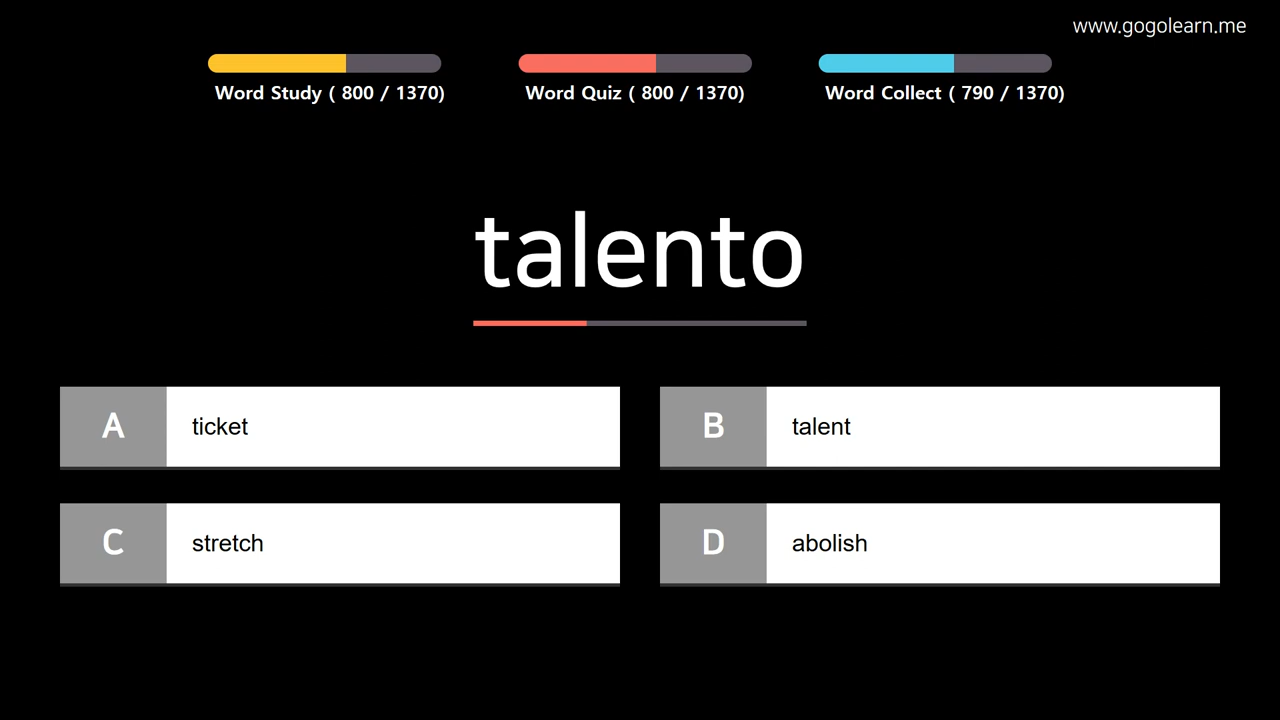 www.gogolearn.me
Word Study ( 800 / 1370)
Word Quiz ( 800 / 1370)
Word Collect ( 790 / 1370)
talento
A ticket
B talent
C stretch
D abolish